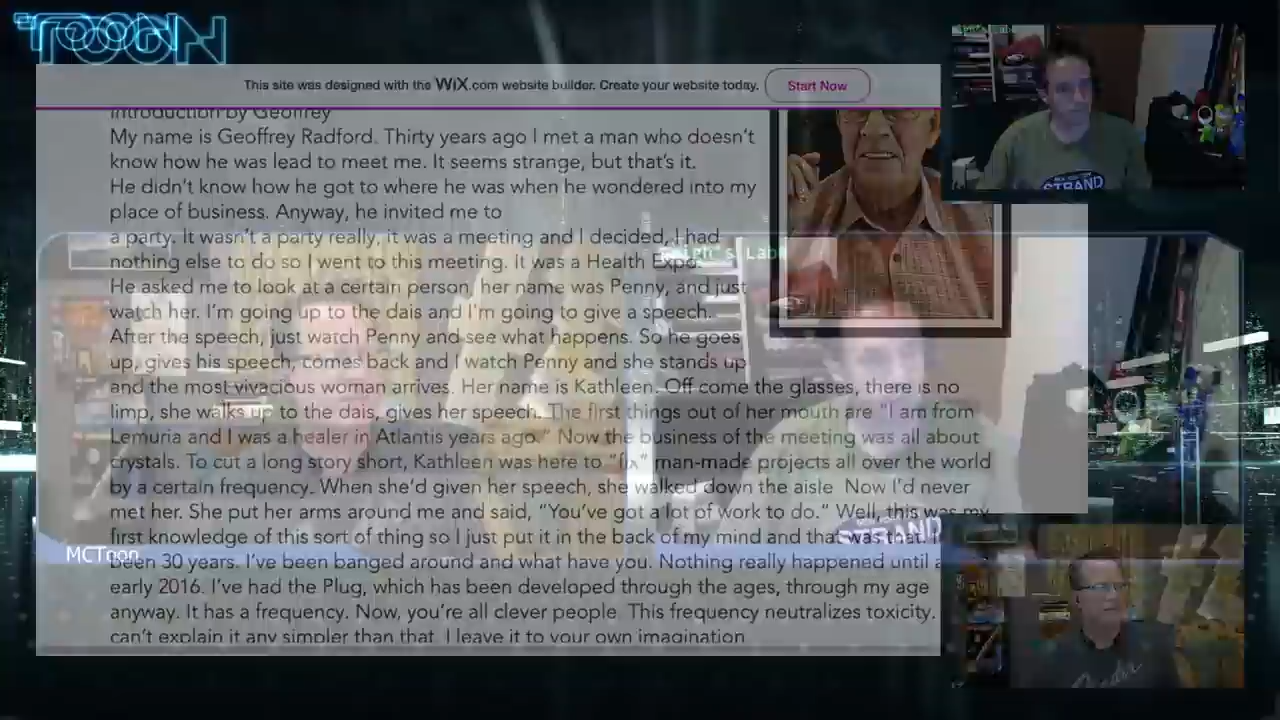 TOON
This site was designed with the WiX.com website builder. Create your website today. Start Now
Introduction by Geoffrey
My name is Geoffrey Radford. Thirty years ago I met a man who doesn't
know how he was lead to meet me. It seems strange, but that's it.
He didn't know how he got to where he was when he wondered into my
place of business. Anyway, he invited me to
a party. It wasn't a party really, it was a meeting and I decided, I had
nothing else to do so I went to this meeting. It was a Health Expo.
He asked me to look at a certain person, her name was Penny, and just
watch her. I'm going up to the dais and I'm going to give a speech.
After the speech, just watch Penny and see what happens. So he goes
up, gives his speech, comes back and I watch Penny and she stands up
and the most vivacious woman arrives. Her name is Kathleen. Off come the glasses, there is no
limp, she walks up to the dais, gives her speech. The first things out of her mouth are "I am from
Lemuria and I was a healer in Atlantis years ago." Now the business of the meeting was all about
crystals. To cut a long story short, Kathleen was here to "fix" man-made projects all over the world
by a certain frequency. When she'd given her speech, she walked down the aisle. Now I'd never
met her. She put her arms around me and said, "You've got a lot of work to do." Well, this was my
first knowledge of this sort of thing so I just put it in the back of my mind and that was that.
been 30 years. I've been banged around and what have you. Nothing really happened until
early 2016. I've had the Plug, which has been developed through the ages, through my age
anyway. It has a frequency. Now, you're all clever people. This frequency neutralizes toxicity.
can't explain it any simpler than that. I leave it to your own imagination
MCToon
STRAND
STRAND